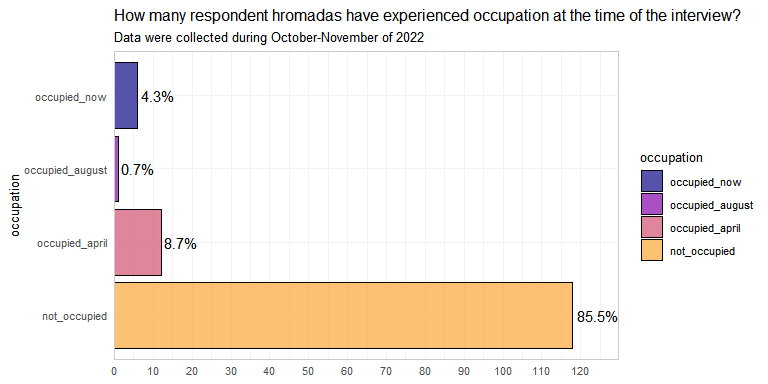 How many respondent hromadas have experienced occupation at the time of the interview?
Data were collected during October-November of 2022
occupation
occupied_now
4.3%
occupied_august
0.7%
occupied_april
8.7%
not_occupied
85.5%
0 10 20 30 40 50 60 70 80 90 100 110 120
occupation
occupied_now
occupied_august
occupied_april
not_occupied